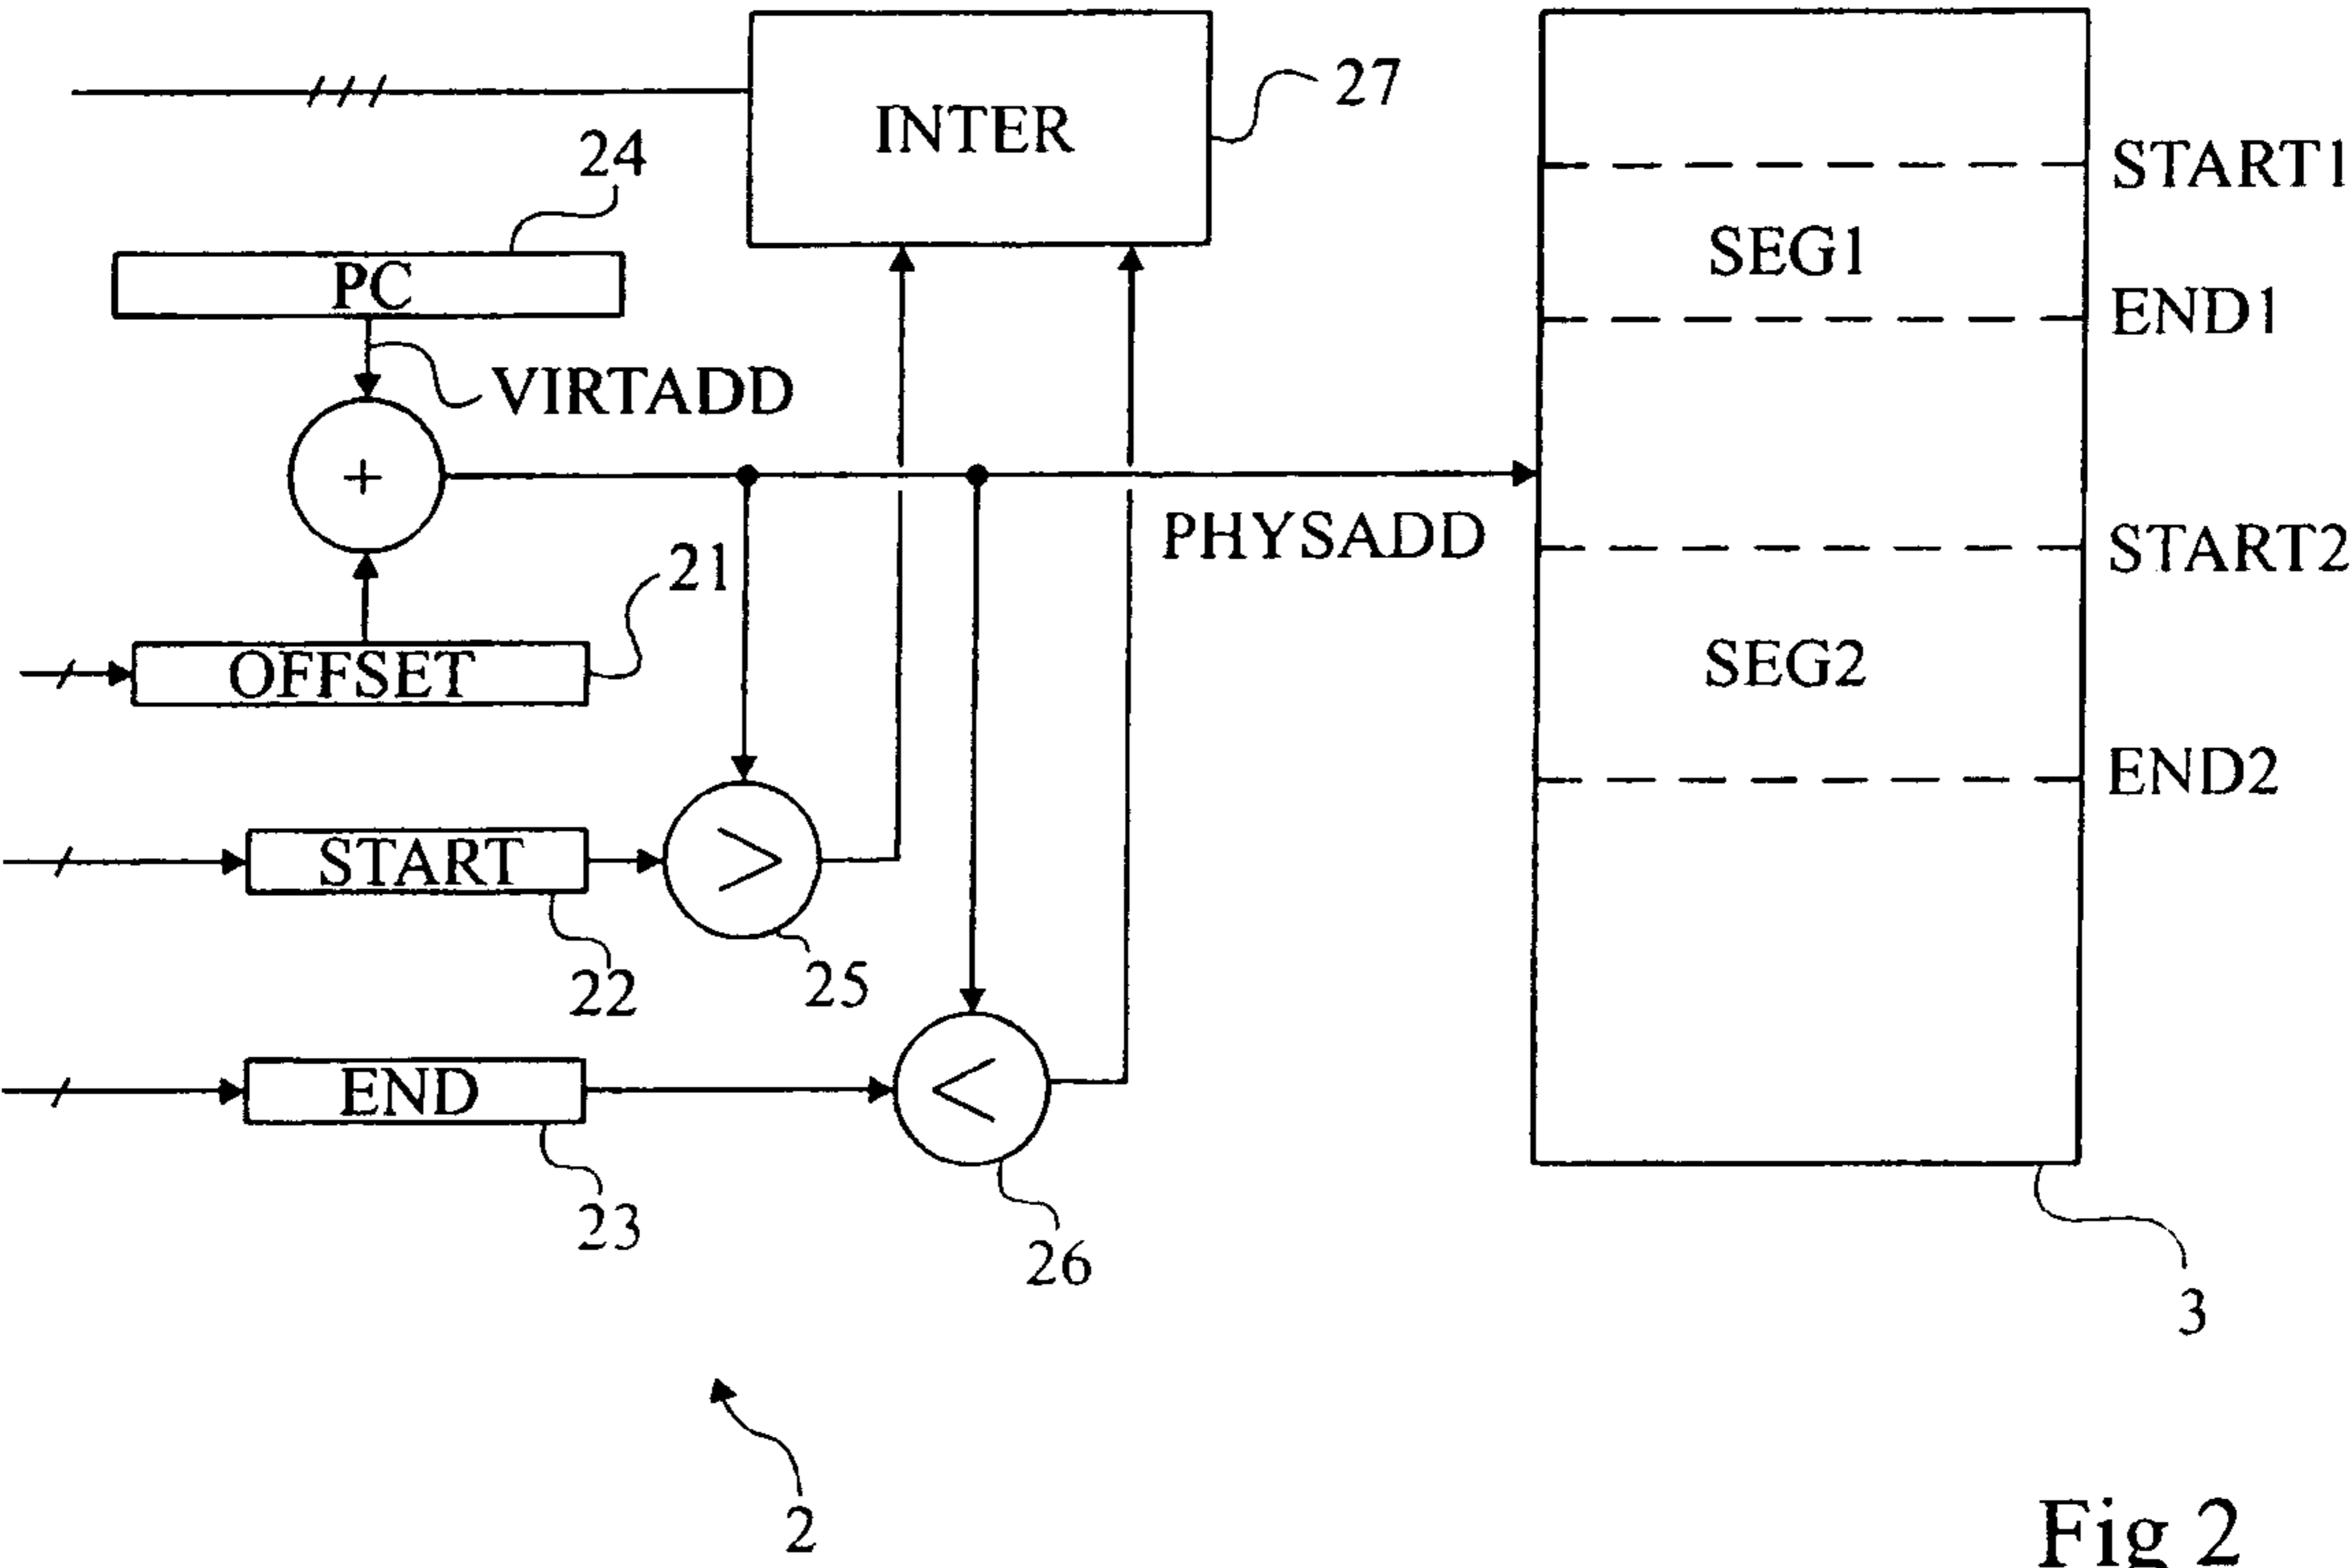 27
INTER
24
START1
PC
SEG1
END1
VIRTADD
+
PHYSADD
START2
21
OFFSET
SEG2
END2
START
>
22
25
END
<
23
26
3
2
Fig 2